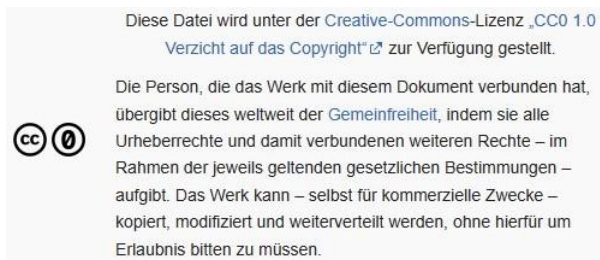 Diese Datei wird unter der Creative-Commons-Lizenz „CC0 1.0
Verzicht auf das Copyright“ zur Verfügung gestellt.
Die Person, die das Werk mit diesem Dokument verbunden hat,
übergibt dieses weltweit der Gemeinfreiheit, indem sie alle
cc 0 Urheberrechte und damit verbundenen weiteren Rechte – im
Rahmen der jeweils geltenden gesetzlichen Bestimmungen –
aufgibt. Das Werk kann – selbst für kommerzielle Zwecke –
kopiert, modifiziert und weiterverteilt werden, ohne hierfür um
Erlaubnis bitten zu müssen.